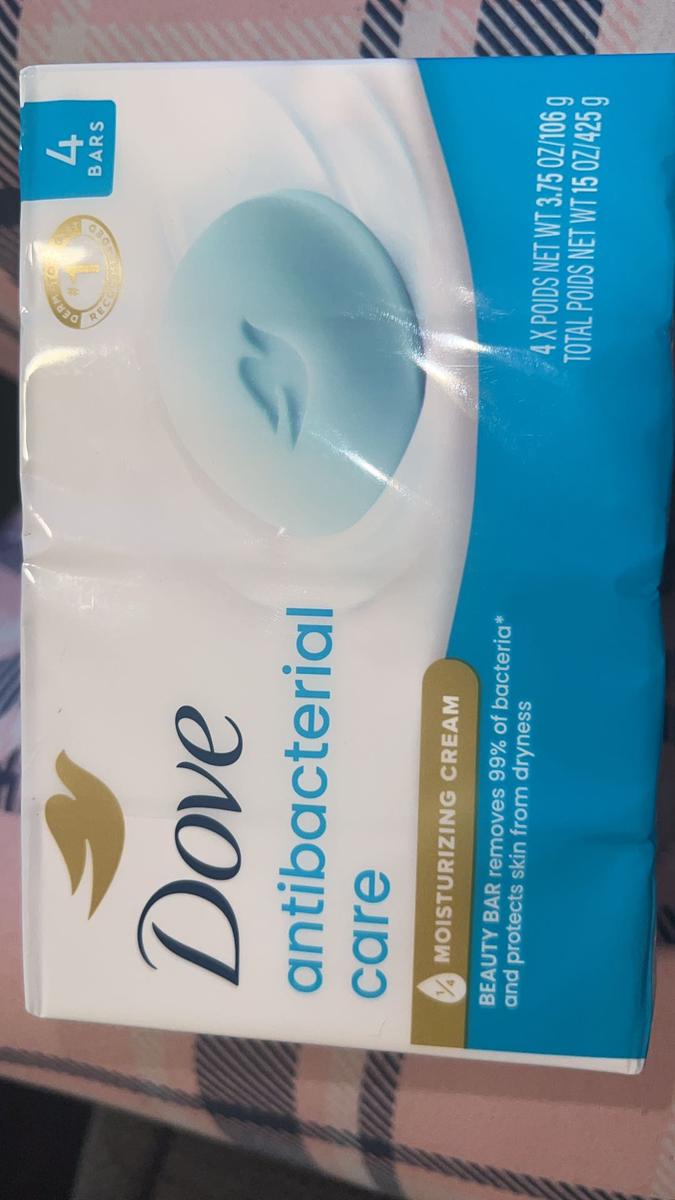 4
BARS
#1
Dove
antibacterial
care
1/4 MOISTURIZING CREAM
BEAUTY BAR removes 99% of bacteria*
and protects skin from dryness
4 X POIDS NET WT 3.75 OZ/106 g
TOTAL POIDS NET WT 15 OZ/425 g